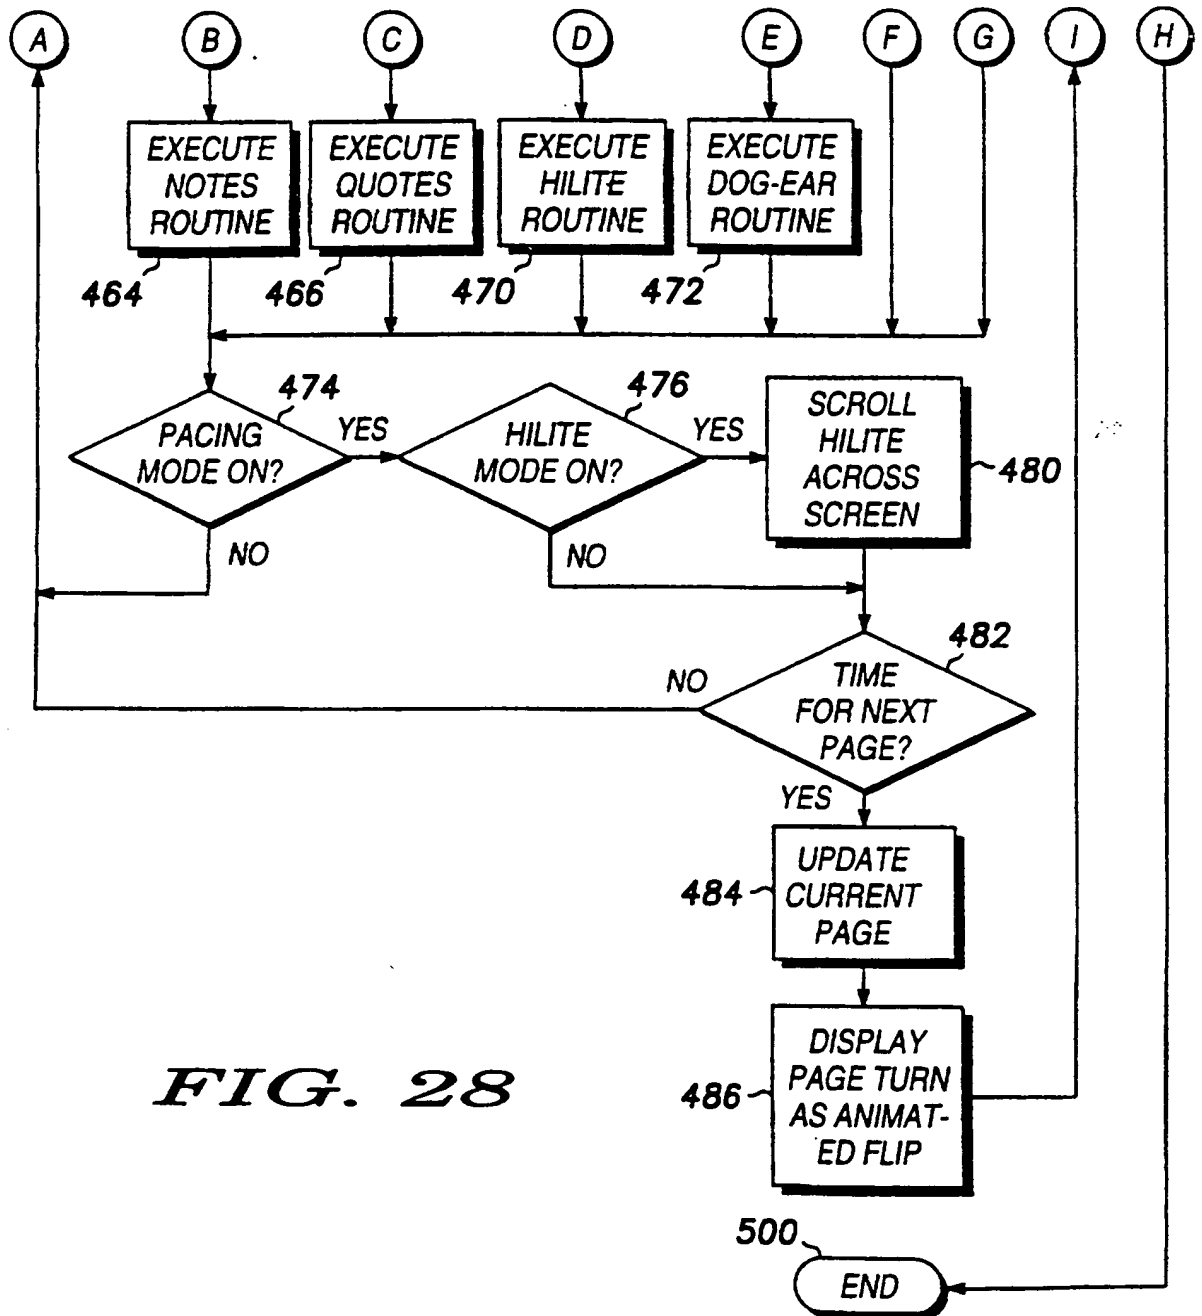 A B C D E F G I H
EXECUTE
NOTES
ROUTINE
464
EXECUTE
QUOTES
ROUTINE
466
EXECUTE
HILITE
ROUTINE
470
EXECUTE
DOG-EAR
ROUTINE
472
474
PACING
MODE ON?
YES
NO
476
HILITE
MODE ON?
YES
NO
SCROLL
HILITE
ACROSS
SCREEN
480
482
TIME
FOR NEXT
PAGE?
NO
YES
484
UPDATE
CURRENT
PAGE
486
DISPLAY
PAGE TURN
AS ANIMAT-
ED FLIP
FIG. 28
500
END